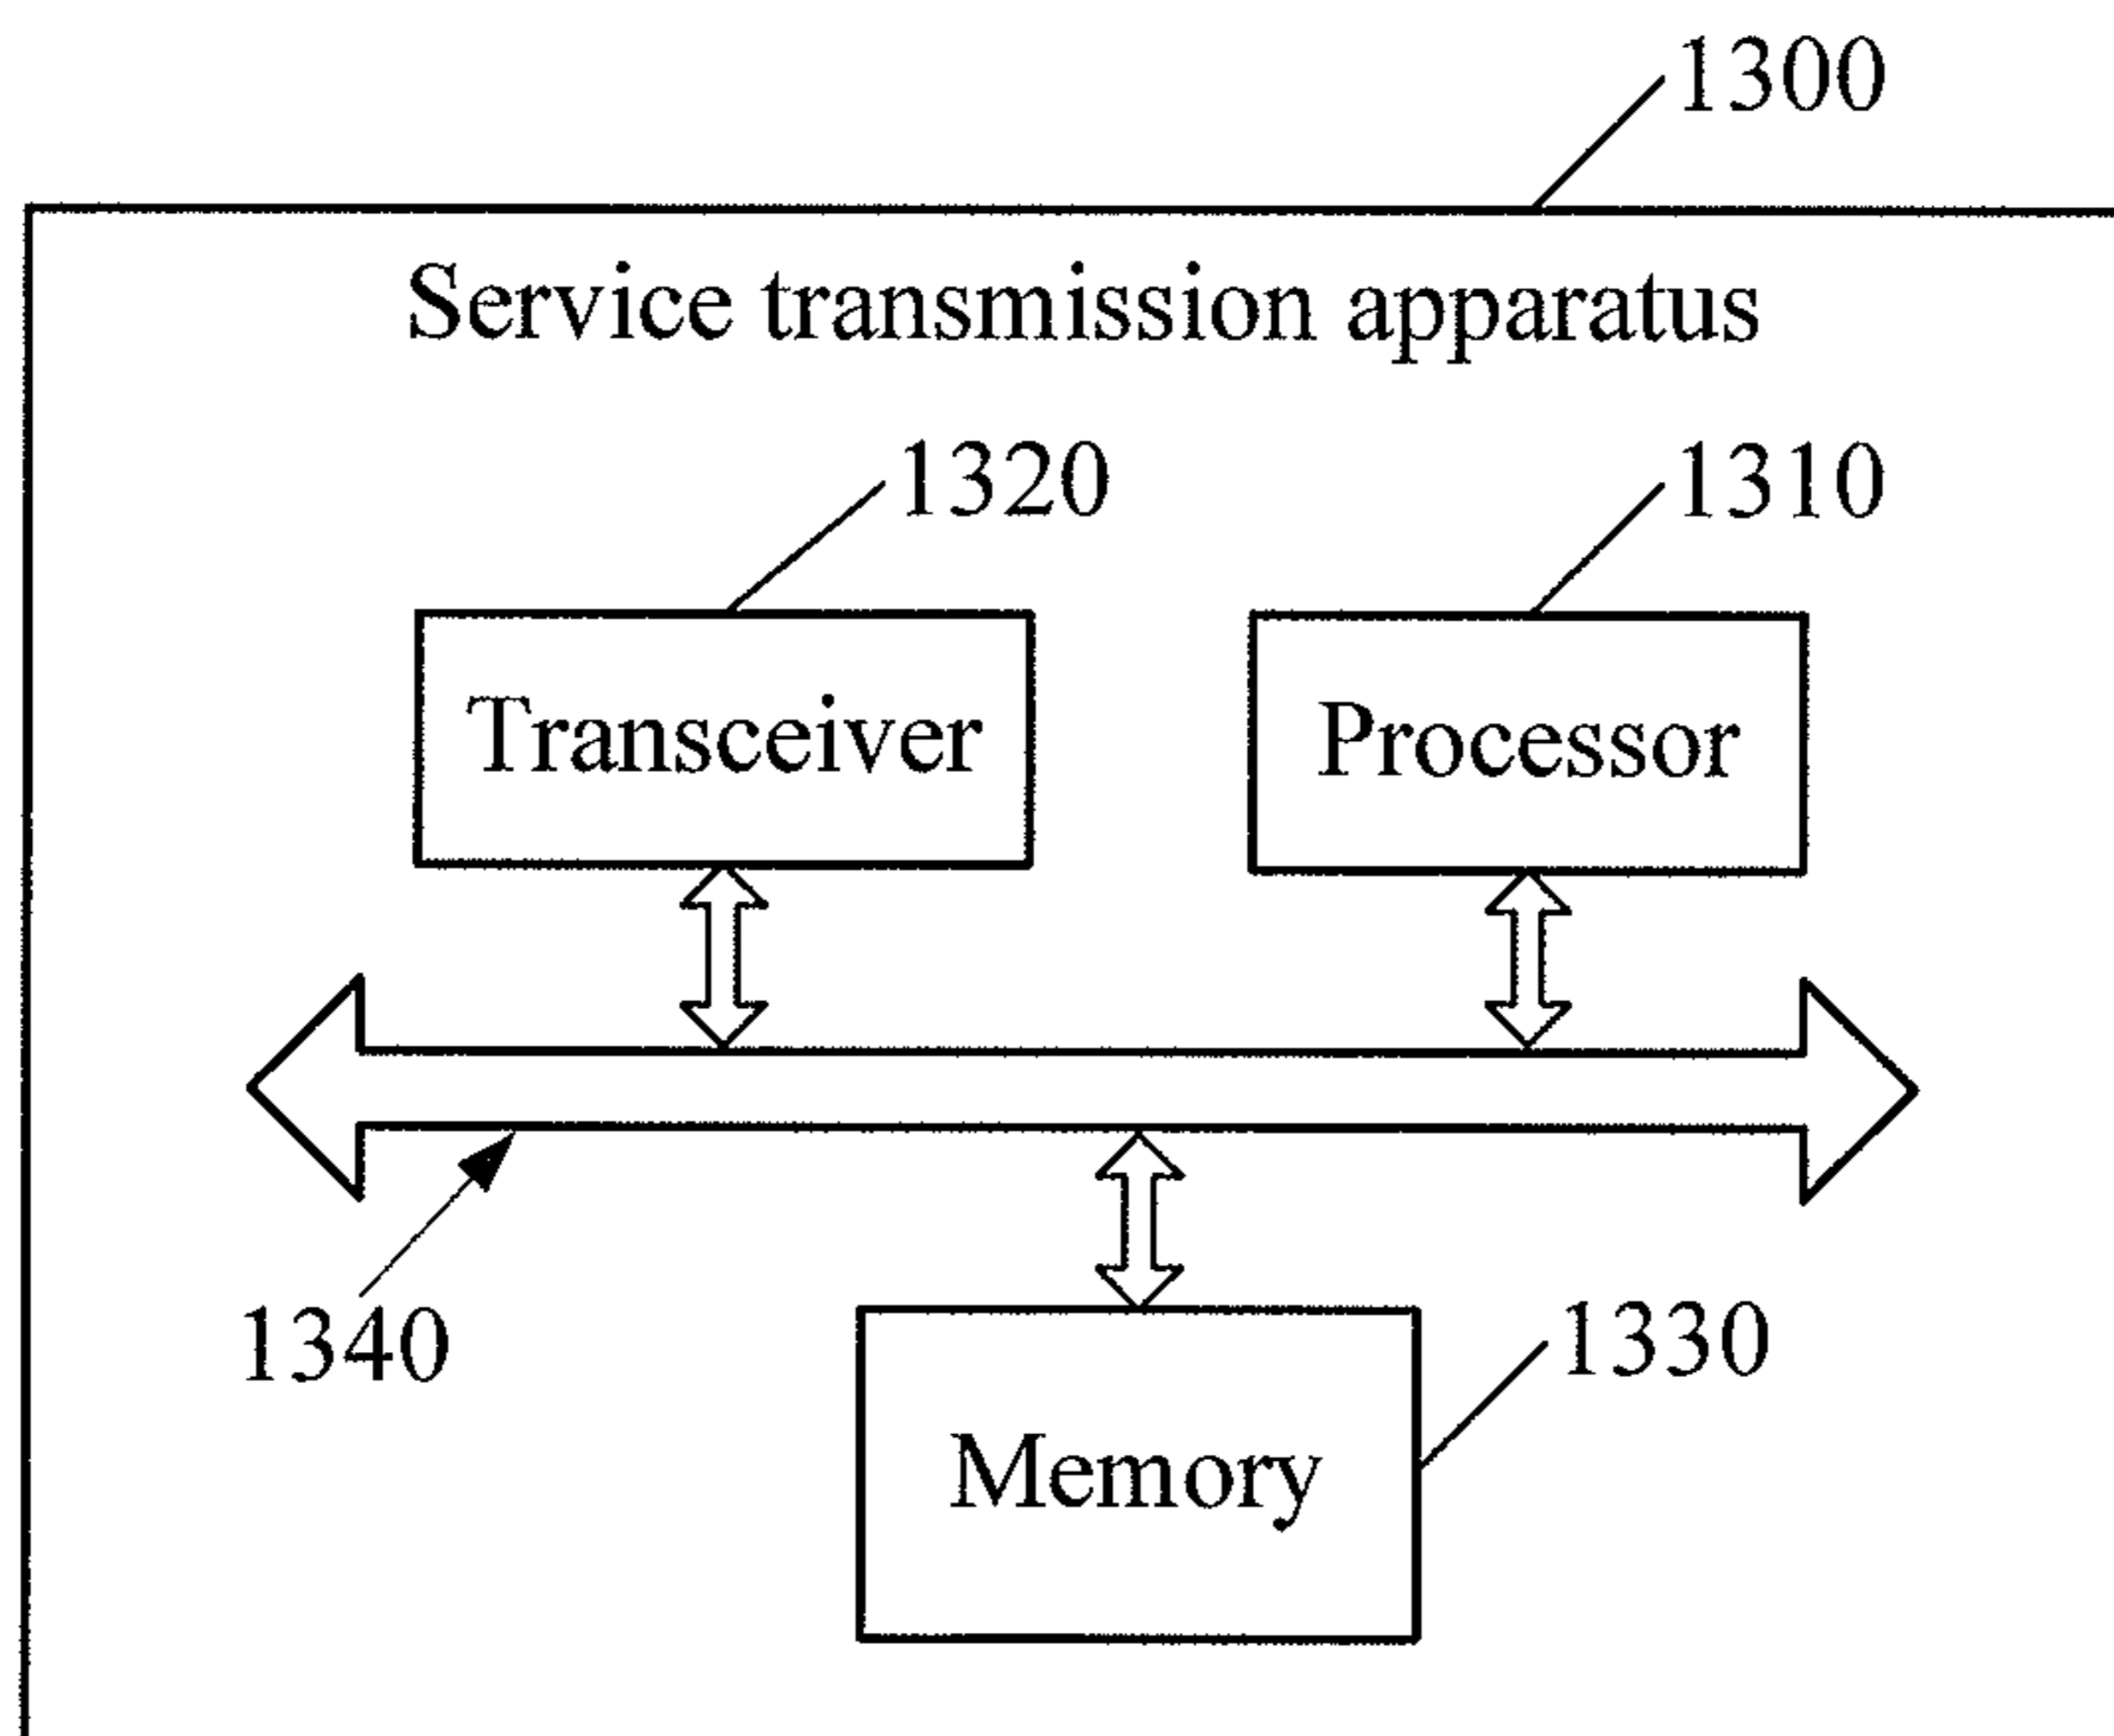 1300
Service transmission apparatus
1320
1310
Transceiver
Processor
1340
1330
Memory